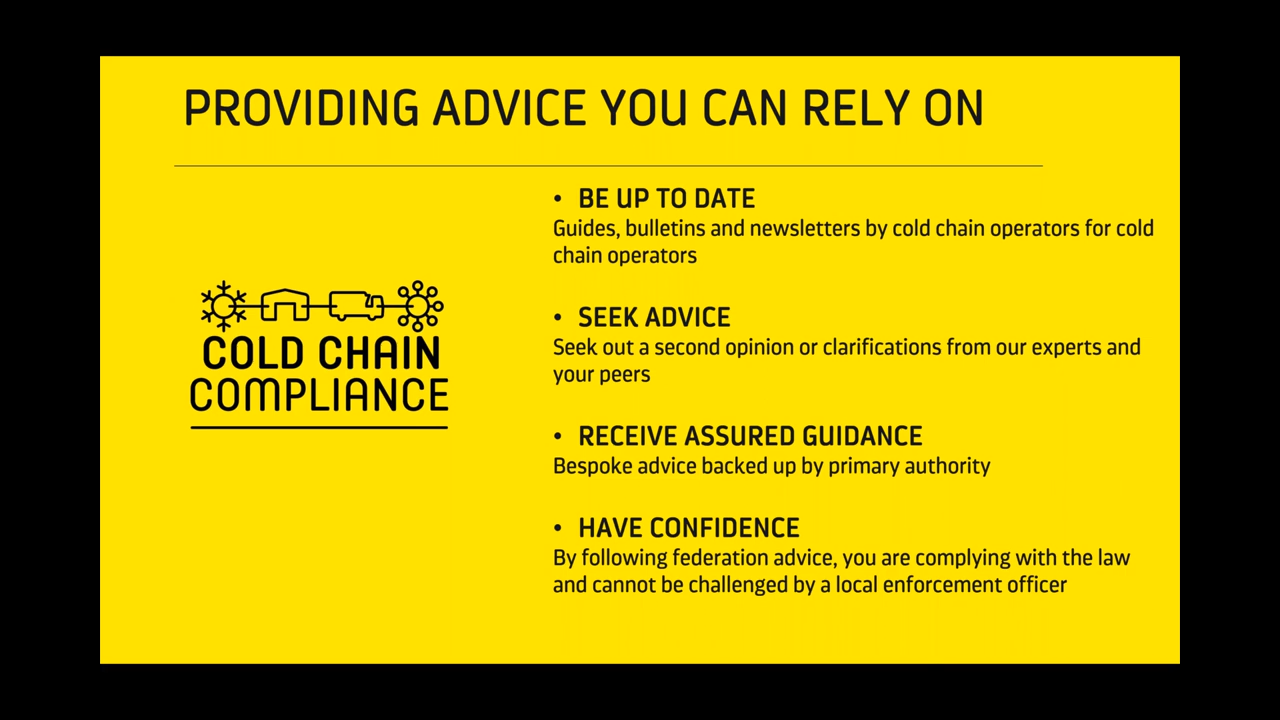 PROVIDING ADVICE YOU CAN RELY ON
COLD CHAIN
COMPLIANCE
• BE UP TO DATE
Guides, bulletins and newsletters by cold chain operators for cold
chain operators
• SEEK ADVICE
Seek out a second opinion or clarifications from our experts and
your peers
• RECEIVE ASSURED GUIDANCE
Bespoke advice backed up by primary authority
• HAVE CONFIDENCE
By following federation advice, you are complying with the law
and cannot be challenged by a local enforcement officer